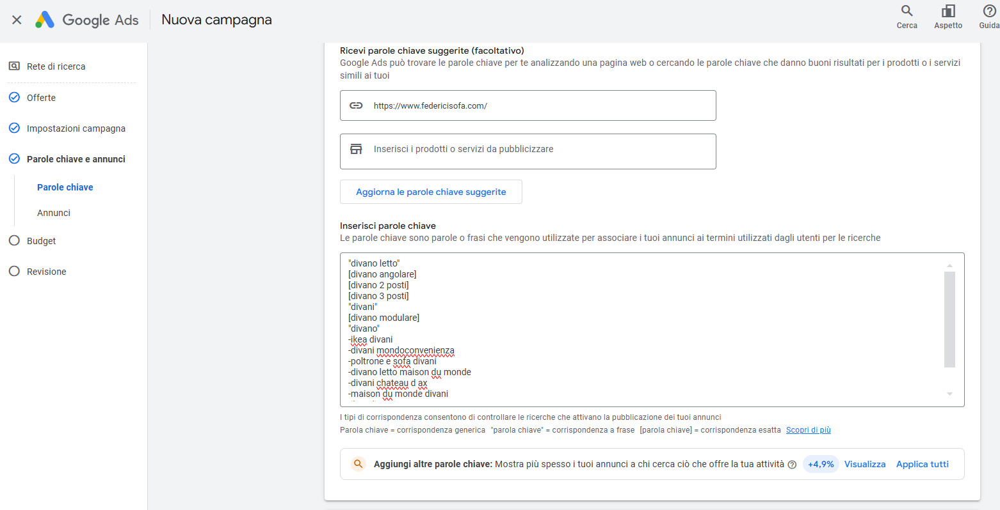 Google Ads
Nuova campagna
Cerca
Aspetto
Guida
Rete di ricerca
Offerte
Impostazioni campagna
Parole chiave e annunci
Parole chiave
Annunci
Budget
Revisione
Ricevi parole chiave suggerite (facoltativo)
Google Ads può trovare le parole chiave per te analizzando una pagina web o cercando le parole chiave che danno buoni risultati per i prodotti o i servizi
simili ai tuoi
https://www.federicisofa.com/
Inserisci i prodotti o servizi da pubblicizzare
Aggiorna le parole chiave suggerite
Inserisci parole chiave
Le parole chiave sono parole o frasi che vengono utilizzate per associare i tuoi annunci ai termini utilizzati dagli utenti per le ricerche
"divano letto"
[divano angolare]
[divano 2 posti]
[divano 3 posti]
"divani"
[divano modulare]
"divano"
-ikea divani
-divani mondoconvenienza
-poltrone e sofa divani
-divano letto maison du monde
-divani chateau d ax
-maison du monde divani
I tipi di corrispondenza consentono di controllare le ricerche che attivano la pubblicazione dei tuoi annunci
Parola chiave = corrispondenza generica "parola chiave" = corrispondenza a frase [parola chiave] = corrispondenza esatta Scopri di più
Aggiungi altre parole chiave: Mostra più spesso i tuoi annunci a chi cerca ciò che offre la tua attività +4,9% Visualizza Applica tutti